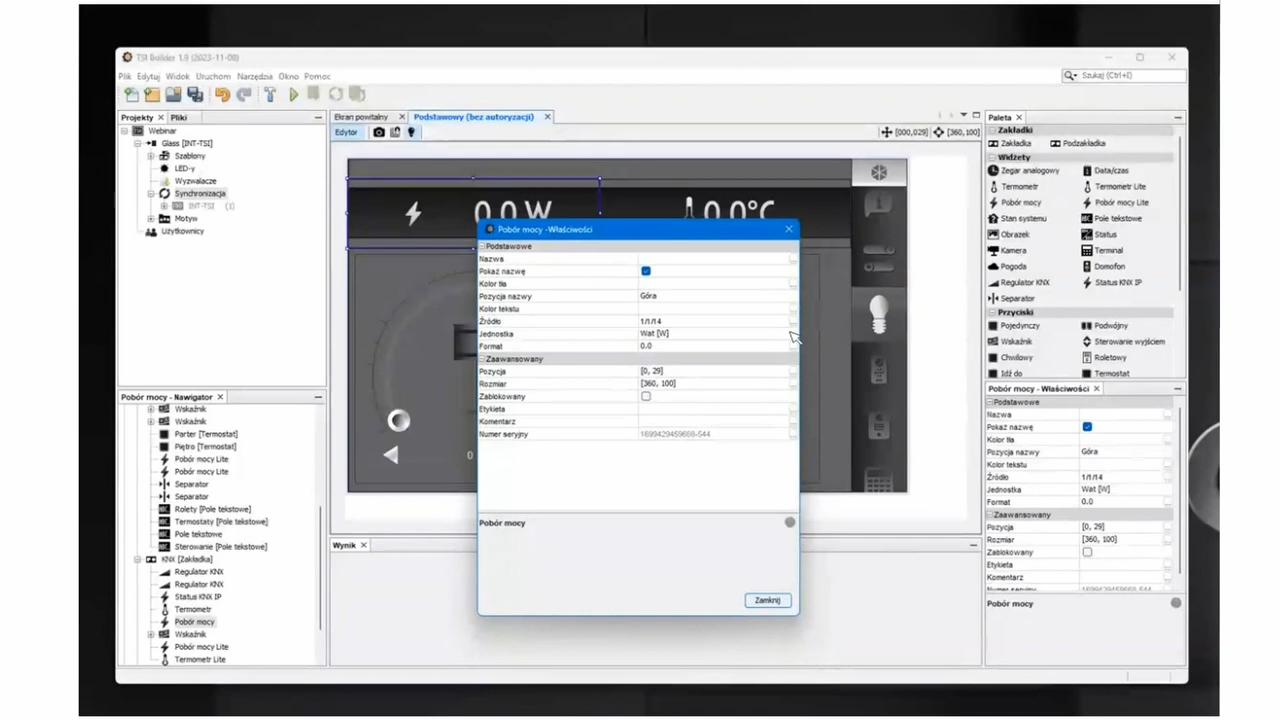 TSI Builder 1.9 (2023-11-08)
Plik Edytuj Widok Uruchom Narzędzia Okno Pomoc
Szukaj (Ctrl+I)
Projekty
Pliki
Webinar
Glass [INT-TSI]
Szablony
LED-y
Wyzwalacze
Synchronizacja
INT-TSI (1)
Motyw
Użytkownicy
Pobór mocy - Nawigator
Wskaźnik
Wskaźnik
Parter [Termostat]
Piętro [Termostat]
Pobór mocy Lite
Pobór mocy Lite
Separator
Separator
Rolety [Pole tekstowe]
Termostaty [Pole tekstowe]
Pole tekstowe
Sterowanie [Pole tekstowe]
KNX [Zakładka]
Regulator KNX
Regulator KNX
Status KNX IP
Termometr
Pobór mocy
Wskaźnik
Pobór mocy Lite
Termometr Lite
Ekran powitalny
Podstawowy (bez autoryzacji)
Edytor
[000,029]
[360,100]
0.0 W
0.0°C
0
Pobór mocy -Właściwości
Podstawowe
Nazwa
Pokaż nazwę
Kolor tła
Pozycja nazwy Góra
Kolor tekstu
Źródło 1/1/14
Jednostka Wat [W]
Format 0.0
Zaawansowany
Pozycja [0, 29]
Rozmiar [360, 100]
Zablokowany
Etykieta
Komentarz
Numer seryjny 1699429459668-544
Pobór mocy
Zamknij
Wynik
Paleta
Zakładki
Zakładka Podzakładka
Widżety
Zegar analogowy Data/czas
Termometr Termometr Lite
Pobór mocy Pobór mocy Lite
Stan systemu Pole tekstowe
Obrazek Status
Kamera Terminal
Pogoda Domofon
Regulator KNX Status KNX IP
Separator
Przyciski
Pojedynczy Podwójny
Wskaźnik Sterowanie wyjściem
Chwilowy Roletowy
Idź do Termostat
Pobór mocy - Właściwości
Podstawowe
Nazwa
Pokaż nazwę
Kolor tła
Pozycja nazwy Góra
Kolor tekstu
Źródło 1/1/14
Jednostka Wat [W]
Format 0.0
Zaawansowany
Pozycja [0, 29]
Rozmiar [360, 100]
Zablokowany
Etykieta
Komentarz
Numer seryjny 1699429459668-544
Pobór mocy